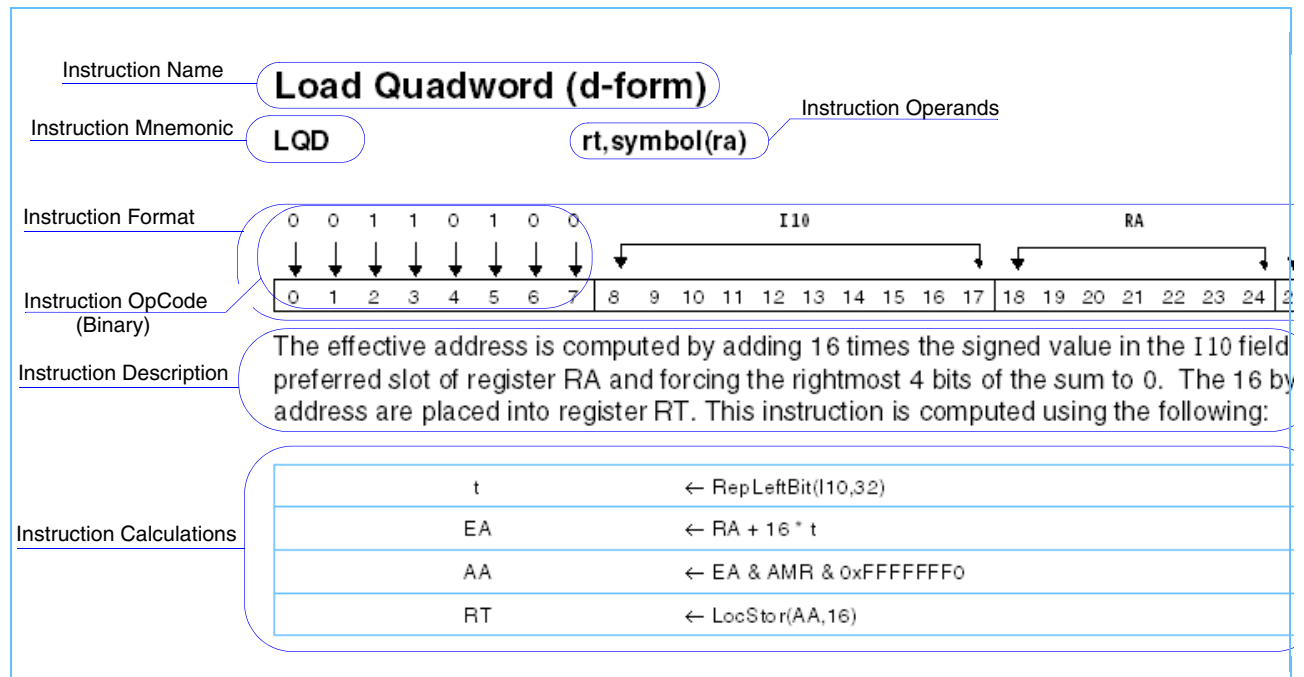 Instruction Name
Load Quadword (d-form)
Instruction Operands
Instruction Mnemonic
LQD rt,symbol(ra)
Instruction Format
0 0 1 1 0 1 0 0 I10 RA
Instruction OpCode
(Binary)
0 1 2 3 4 5 6 7 8 9 10 11 12 13 14 15 16 17 18 19 20 21 22 23 24 2
Instruction Description
The effective address is computed by adding 16 times the signed value in the I10 field
preferred slot of register RA and forcing the rightmost 4 bits of the sum to 0. The 16 by
address are placed into register RT. This instruction is computed using the following:
Instruction Calculations
t ← RepLeftBit(I10,32)
EA ← RA + 16 * t
AA ← EA & AMR & 0xFFFFFFF0
RT ← LocStor(AA,16)